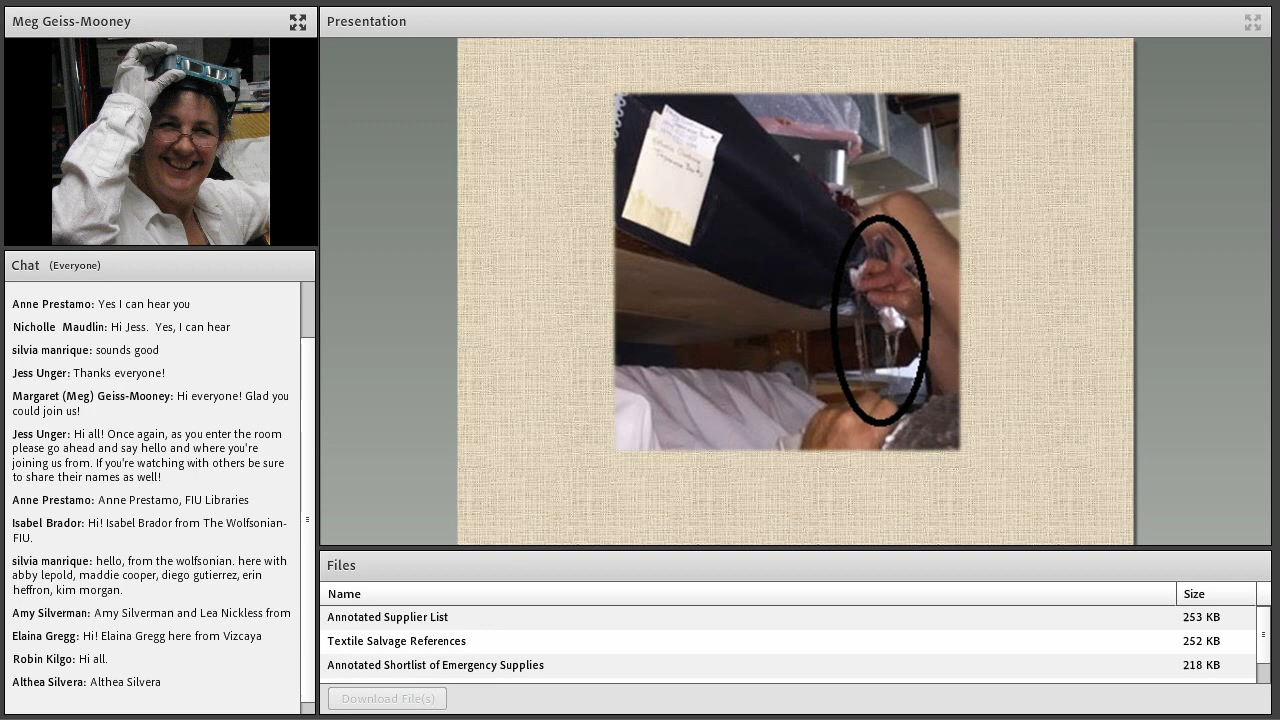 Meg Geiss-Mooney
Presentation
Chat (Everyone)
Anne Prestamo: Yes I can hear you
Nicholle Maudlin: Hi Jess. Yes, I can hear
silvia manrique: sounds good
Jess Unger: Thanks everyone!
Margaret (Meg) Geiss-Mooney: Hi everyone! Glad you
could join us!
Jess Unger: Hi all! Once again, as you enter the room
please go ahead and say hello and where you're
joining us from. If you're watching with others be sure
to share their names as well!
Anne Prestamo: Anne Prestamo, FIU Libraries
Isabel Brador: Hi! Isabel Brador from The Wolfsonian-
FIU.
silvia manrique: hello, from the wolfsonian. here with
abby lepold, maddie cooper, diego gutierrez, erin
heffron, kim morgan.
Amy Silverman: Amy Silverman and Lea Nickless from
Elaina Gregg: Hi! Elaina Gregg here from Vizcaya
Robin Kilgo: Hi all.
Althea Silvera: Althea Silvera
Files
Name Size
Annotated Supplier List 253 KB
Textile Salvage References 252 KB
Annotated Shortlist of Emergency Supplies 218 KB
Download File(s)